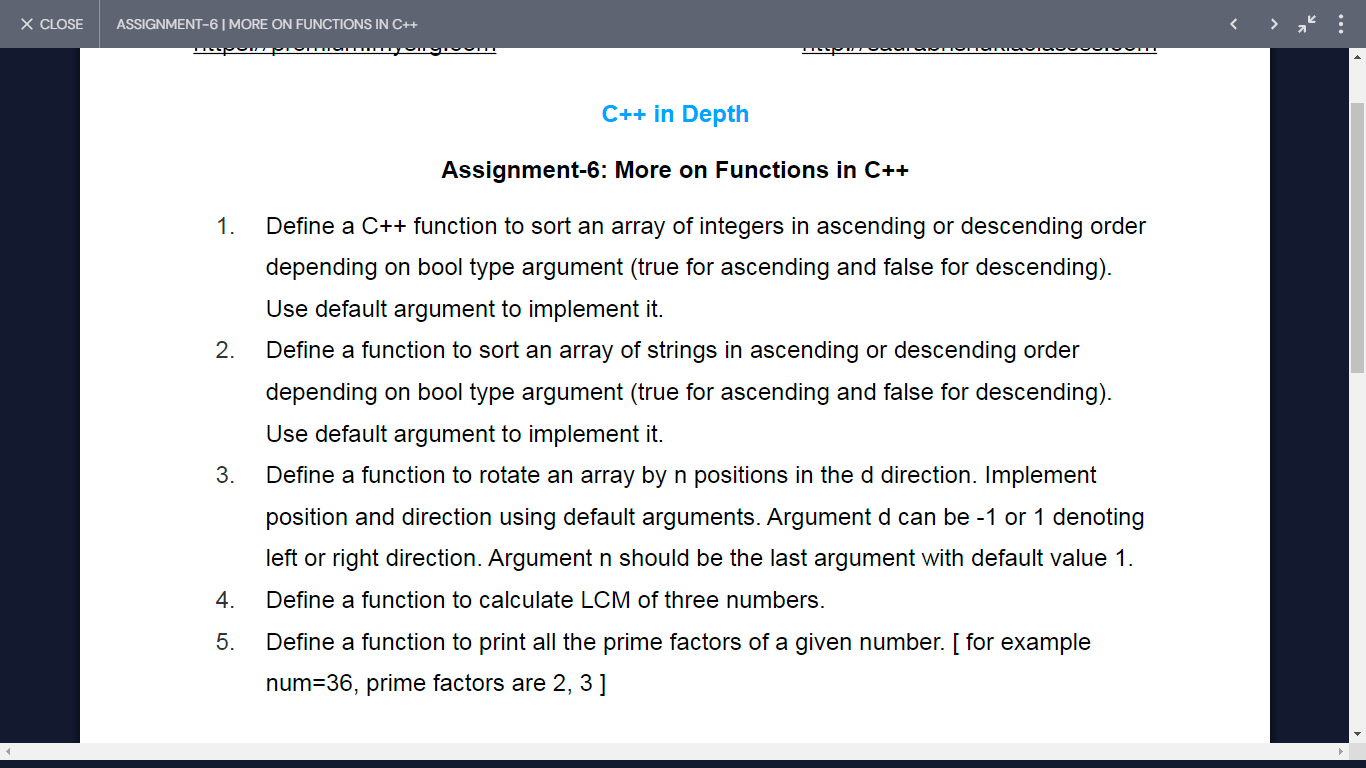 CLOSE
ASSIGNMENT-6 | MORE ON FUNCTIONS IN C++
https://premium.mysirg.com
http://saurabhshuklaclasses.com
C++ in Depth
Assignment-6: More on Functions in C++
1. Define a C++ function to sort an array of integers in ascending or descending order
depending on bool type argument (true for ascending and false for descending).
Use default argument to implement it.
2. Define a function to sort an array of strings in ascending or descending order
depending on bool type argument (true for ascending and false for descending).
Use default argument to implement it.
3. Define a function to rotate an array by n positions in the d direction. Implement
position and direction using default arguments. Argument d can be -1 or 1 denoting
left or right direction. Argument n should be the last argument with default value 1.
4. Define a function to calculate LCM of three numbers.
5. Define a function to print all the prime factors of a given number. [ for example
num=36, prime factors are 2, 3 ]